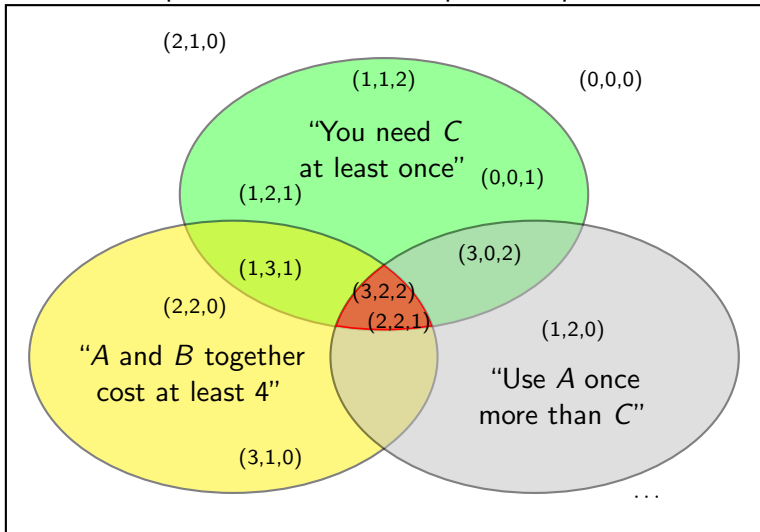 (2,1,0)
(1,1,2)
(0,0,0)
“You need C
at least once”
(0,0,1)
(1,2,1)
(3,0,2)
(1,3,1)
(3,2,2)
(2,2,0)
(2,2,1)
(1,2,0)
“A and B together
cost at least 4”
“Use A once
more than C”
(3,1,0)
...